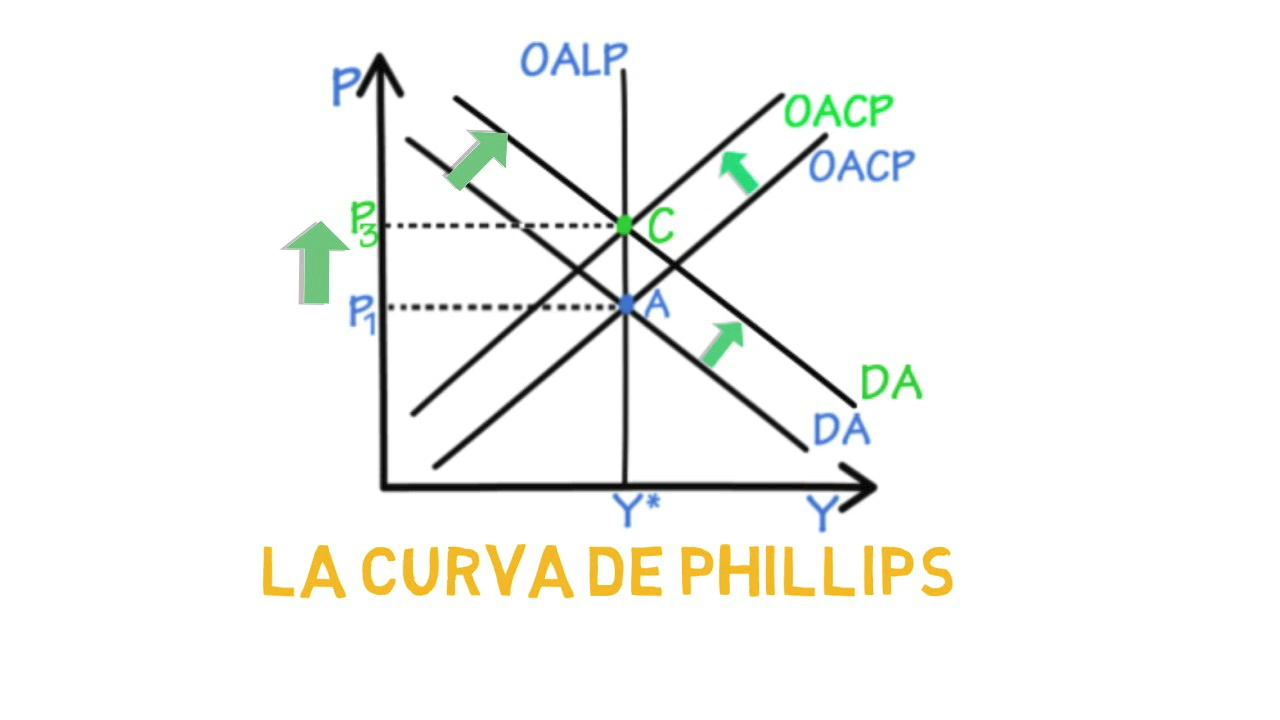 OALP
P
OACP
OACP
P3
C
P1
A
DA
DA
Y*
Y
LA CURVA DE PHILLIPS